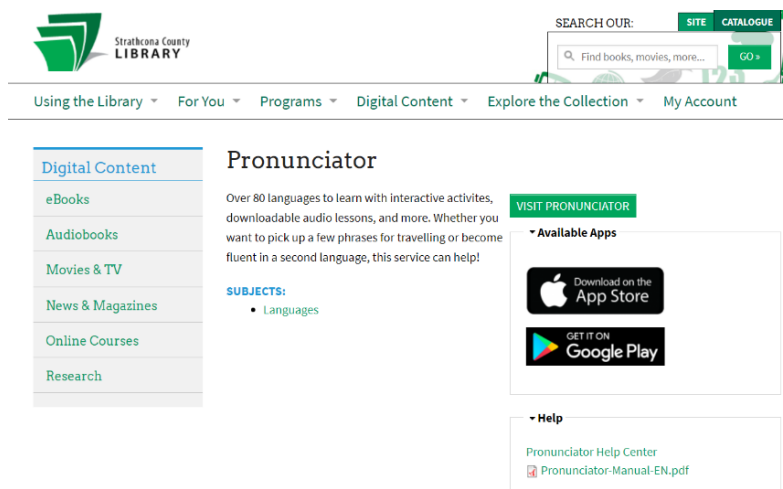 Strathcona County
LIBRARY
SEARCH OUR:
SITE
CATALOGUE
Find books, movies, more...
GO »
123
Using the Library
For You
Programs
Digital Content
Explore the Collection
My Account
Digital Content
eBooks
Audiobooks
Movies & TV
News & Magazines
Online Courses
Research
Pronunciator
Over 80 languages to learn with interactive activites,
downloadable audio lessons, and more. Whether you
want to pick up a few phrases for travelling or become
fluent in a second language, this service can help!
SUBJECTS:
• Languages
VISIT PRONUNCIATOR
Available Apps
Download on the
App Store
GET IT ON
Google Play
Help
Pronunciator Help Center
Pronunciator-Manual-EN.pdf